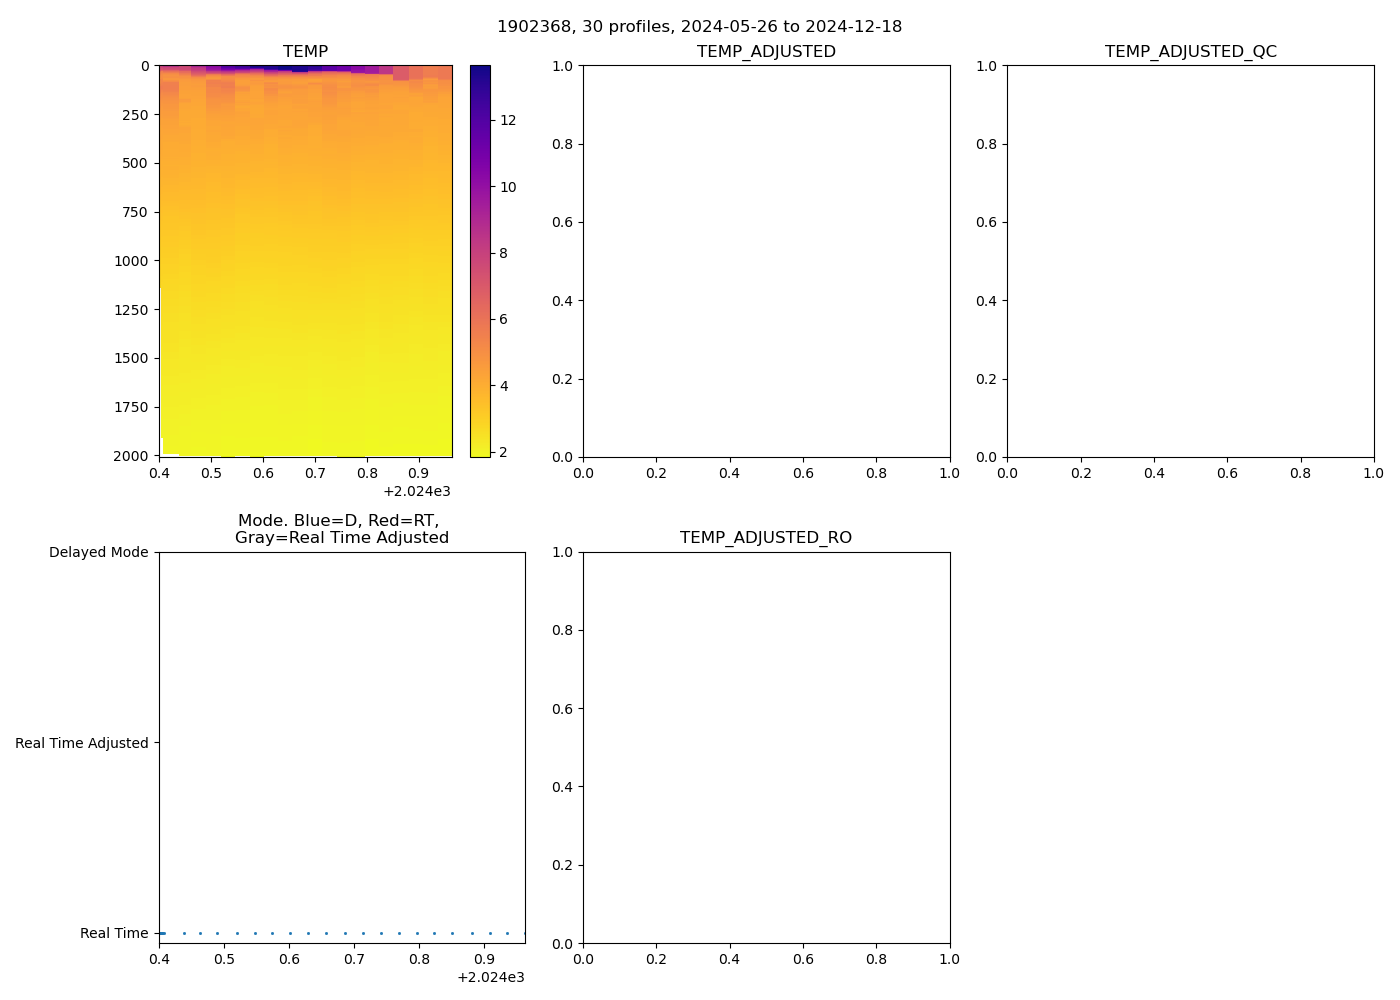 1902368, 30 profiles, 2024-05-26 to 2024-12-18
TEMP
0
250
500
750
1000
1250
1500
1750
2000
0.4 0.5 0.6 0.7 0.8 0.9
+2.024e3
12
10
8
6
4
2
TEMP_ADJUSTED
1.0
0.8
0.6
0.4
0.2
0.0
0.0 0.2 0.4 0.6 0.8 1.0
TEMP_ADJUSTED_QC
1.0
0.8
0.6
0.4
0.2
0.0
0.0 0.2 0.4 0.6 0.8 1.0
Mode. Blue=D, Red=RT,
Gray=Real Time Adjusted
Delayed Mode
Real Time Adjusted
Real Time
0.4 0.5 0.6 0.7 0.8 0.9
+2.024e3
TEMP_ADJUSTED_RO
1.0
0.8
0.6
0.4
0.2
0.0
0.0 0.2 0.4 0.6 0.8 1.0